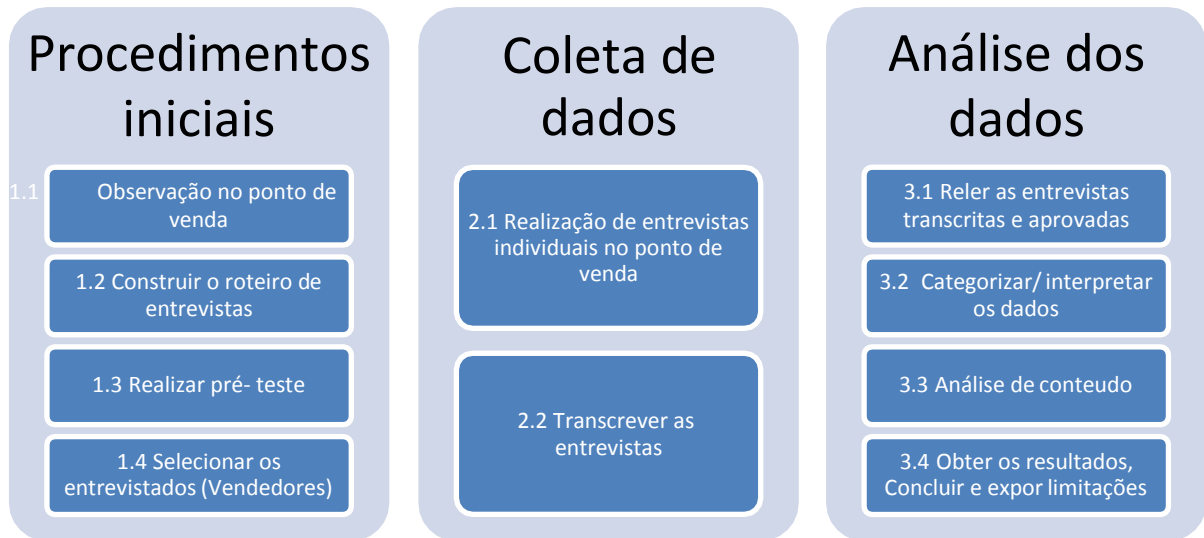 Procedimentos
iniciais
1.1 Observação no ponto de
venda
1.2 Construir o roteiro de
entrevistas
1.3 Realizar pré- teste
1.4 Selecionar os
entrevistados (Vendedores)
Coleta de
dados
2.1 Realização de entrevistas
individuais no ponto de
venda
2.2 Transcrever as
entrevistas
Análise dos
dados
3.1 Reler as entrevistas
transcritas e aprovadas
3.2 Categorizar/ interpretar
os dados
3.3 Análise de conteudo
3.4 Obter os resultados,
Concluir e expor limitações